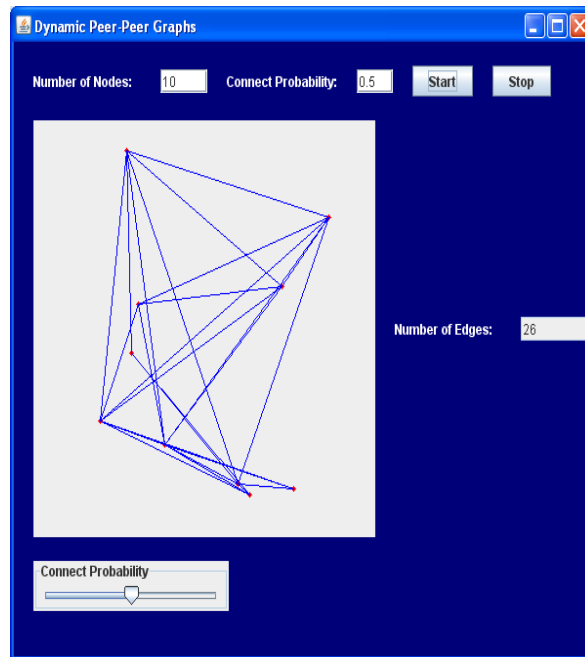 Dynamic Peer-Peer Graphs
Number of Nodes: 10 Connect Probability: 0.5 Start Stop
Number of Edges: 26
Connect Probability